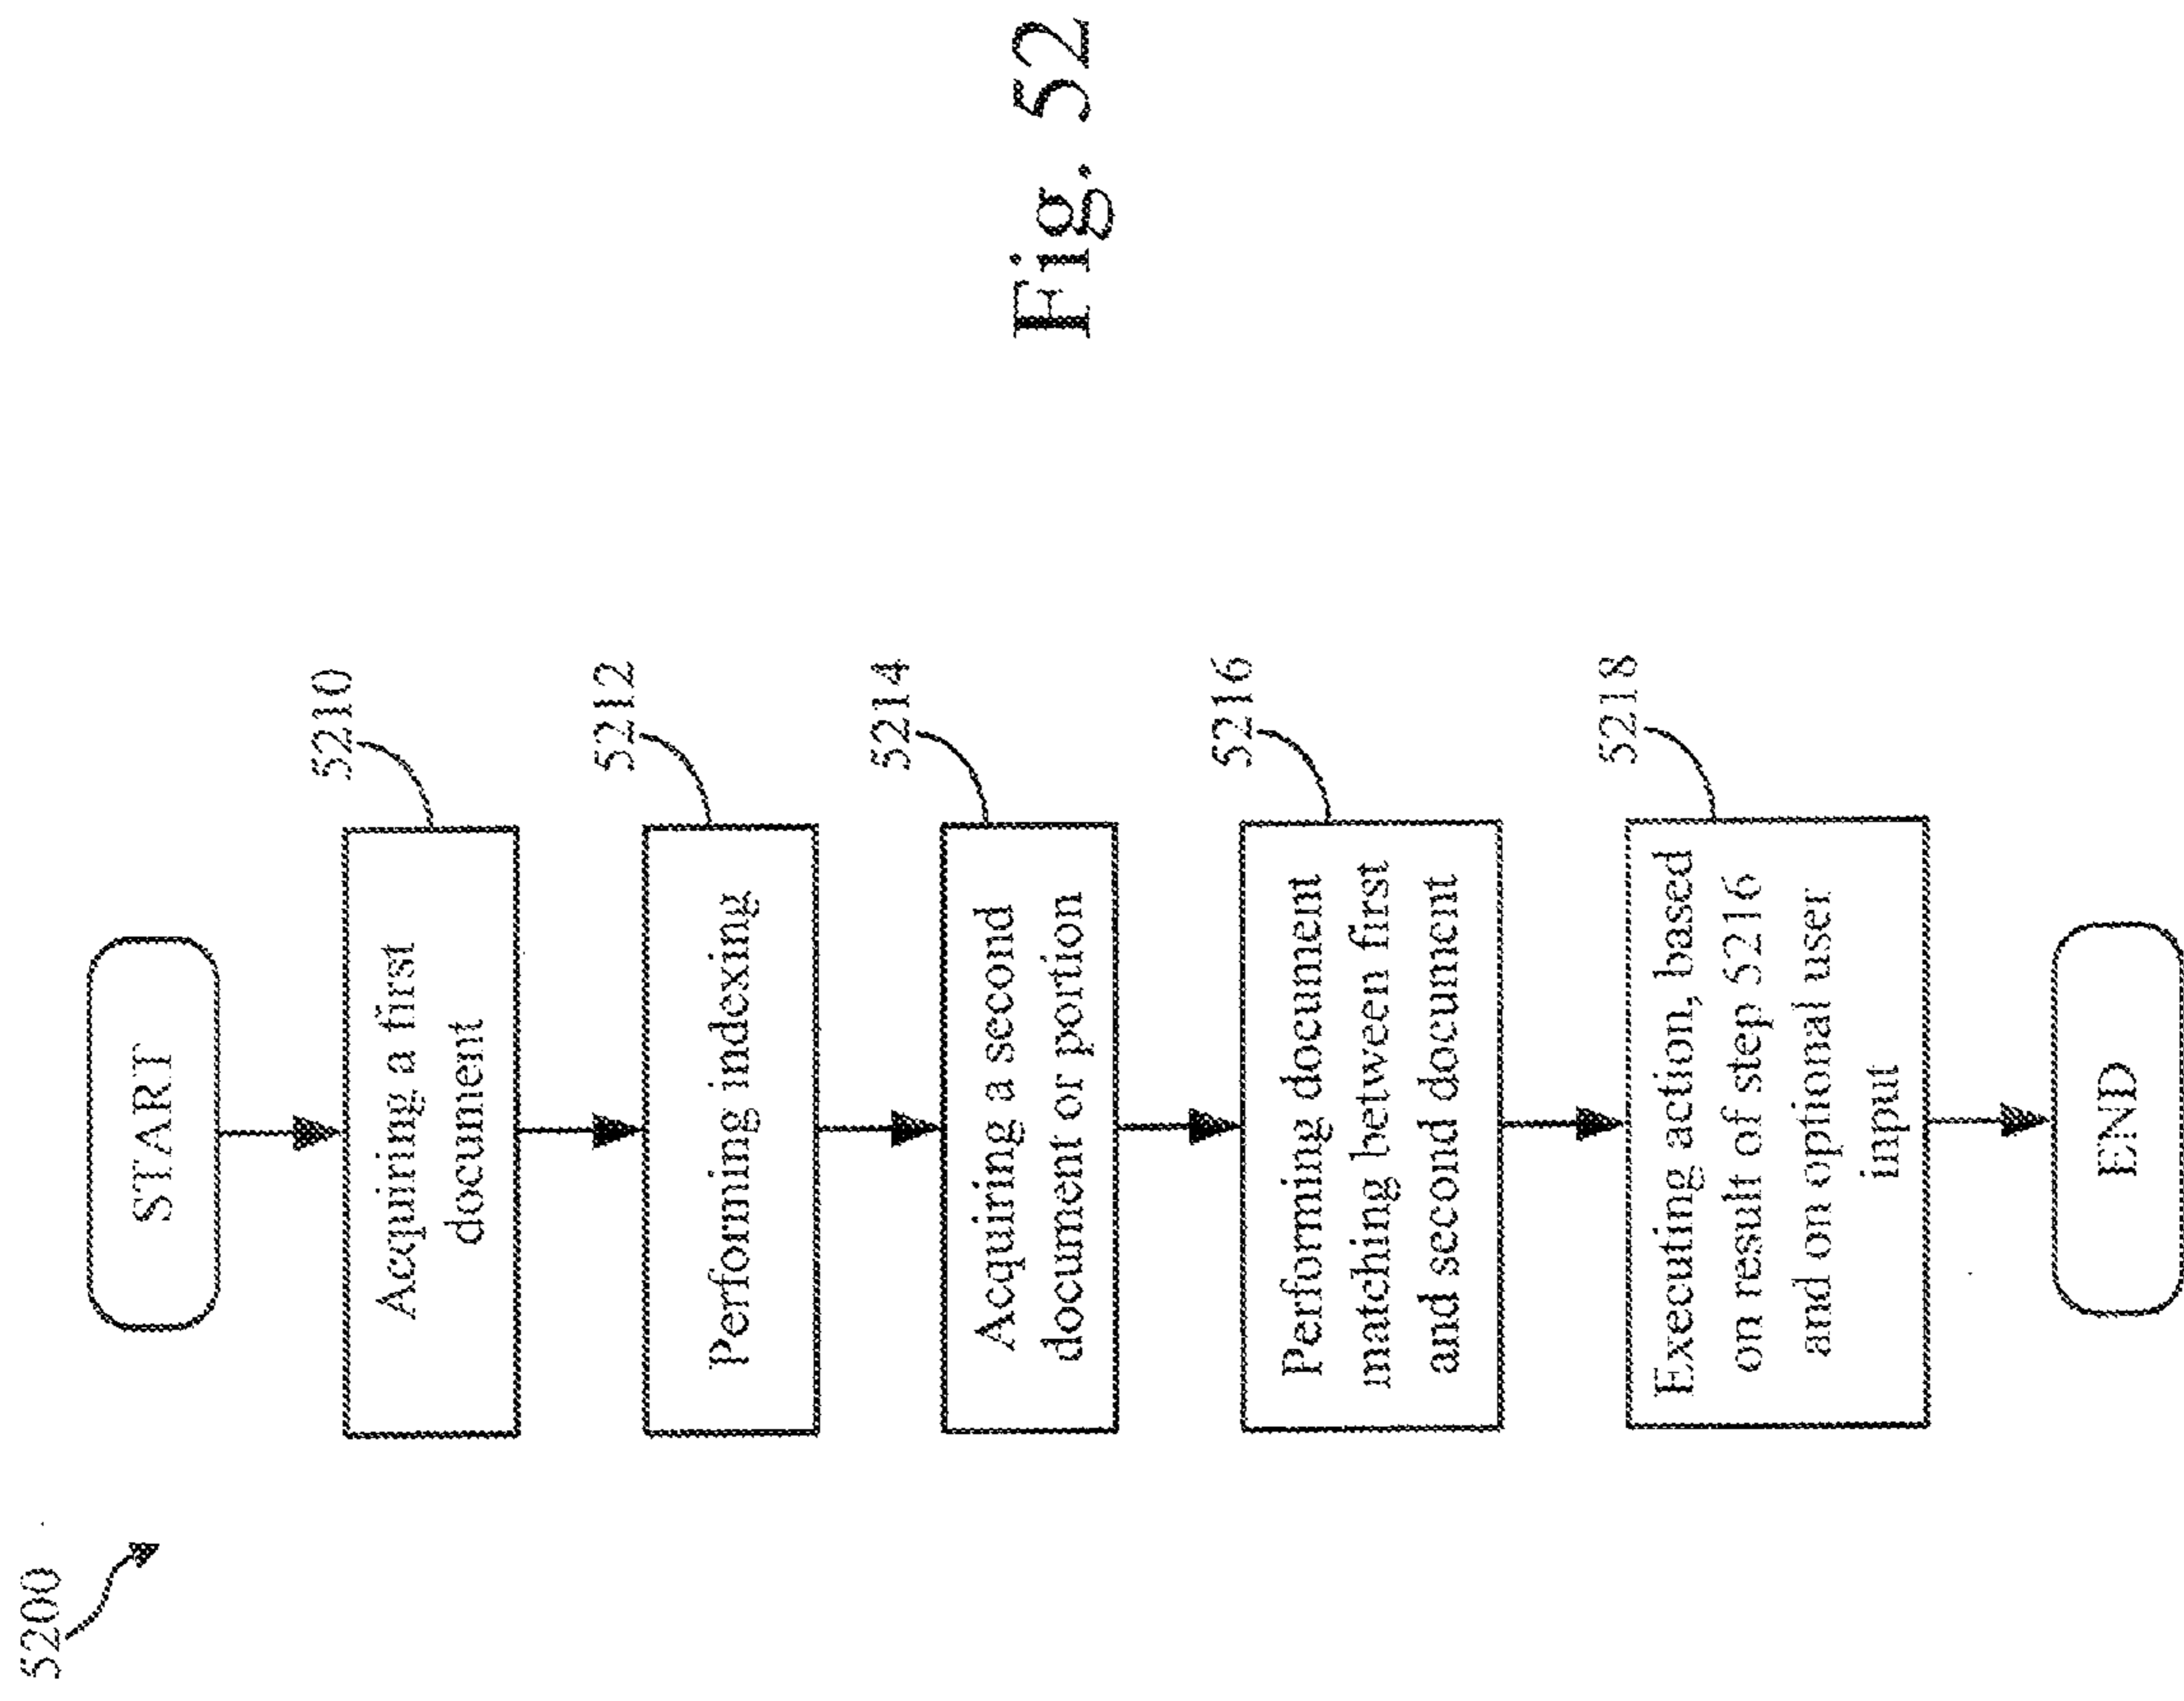 5200
START
5210
Acquiring a first
document
5212
Performing indexing
5214
Acquiring a second
document or portion
5216
Performing document
matching between first
and second document
5218
Executing action, based
on result of step 5216
and on optional user
input
END
Fig. 52